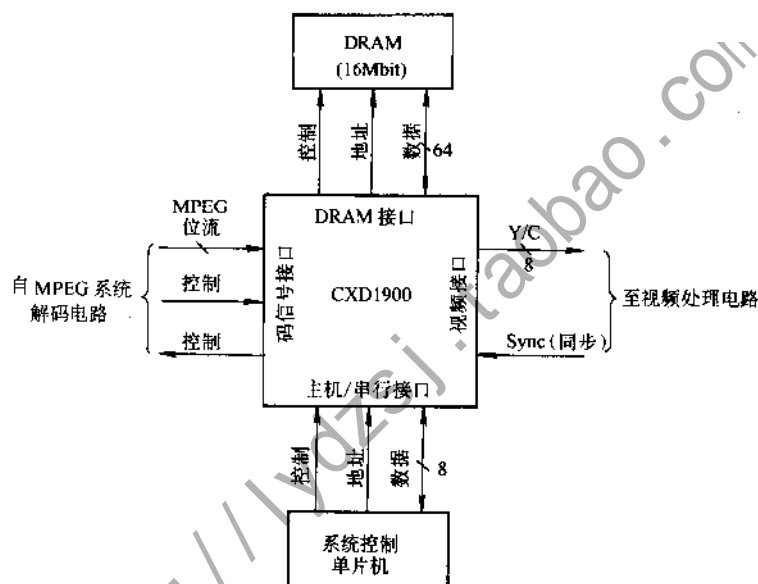 DRAM
(16Mbit)
控制
地址
数据
64
DRAM 接口
MPEG
位流
控制
控制
自 MPEG 系统
解码电路
码信号接口
CXD1900
视频接口
Y/C
8
Sync(同步)
至视频处理电路
主机/串行接口
控制
地址
数据
8
系统控制
单片机
//lydzsj.taobao.com